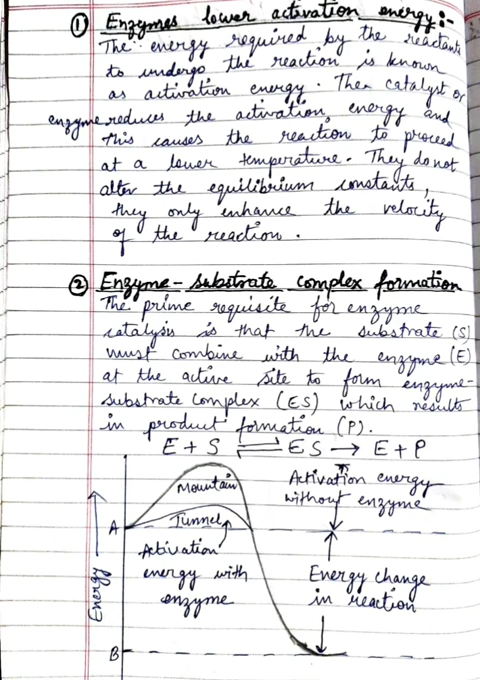 ① Enzymes lower activation energy:-
The energy required by the reactants
to undergo the reaction is known
as activation energy. The catalyst or
enzyme reduces the activation energy and
this causes the reaction to proceed
at a lower temperature. They do not
alter the equilibrium constants,
they only enhance the velocity
of the reaction.
② Enzyme-substrate complex formation
The prime requisite for enzyme
catalysis is that the substrate (S)
must combine with the enzyme (E)
at the active site to form enzyme-
substrate complex (ES) which results
in product formation (P).
E + S ⇌ ES → E + P
Mountain
Activation energy
without enzyme
Tunnel
A
Activation
energy with
enzyme
Energy change
in reaction
Energy →
B